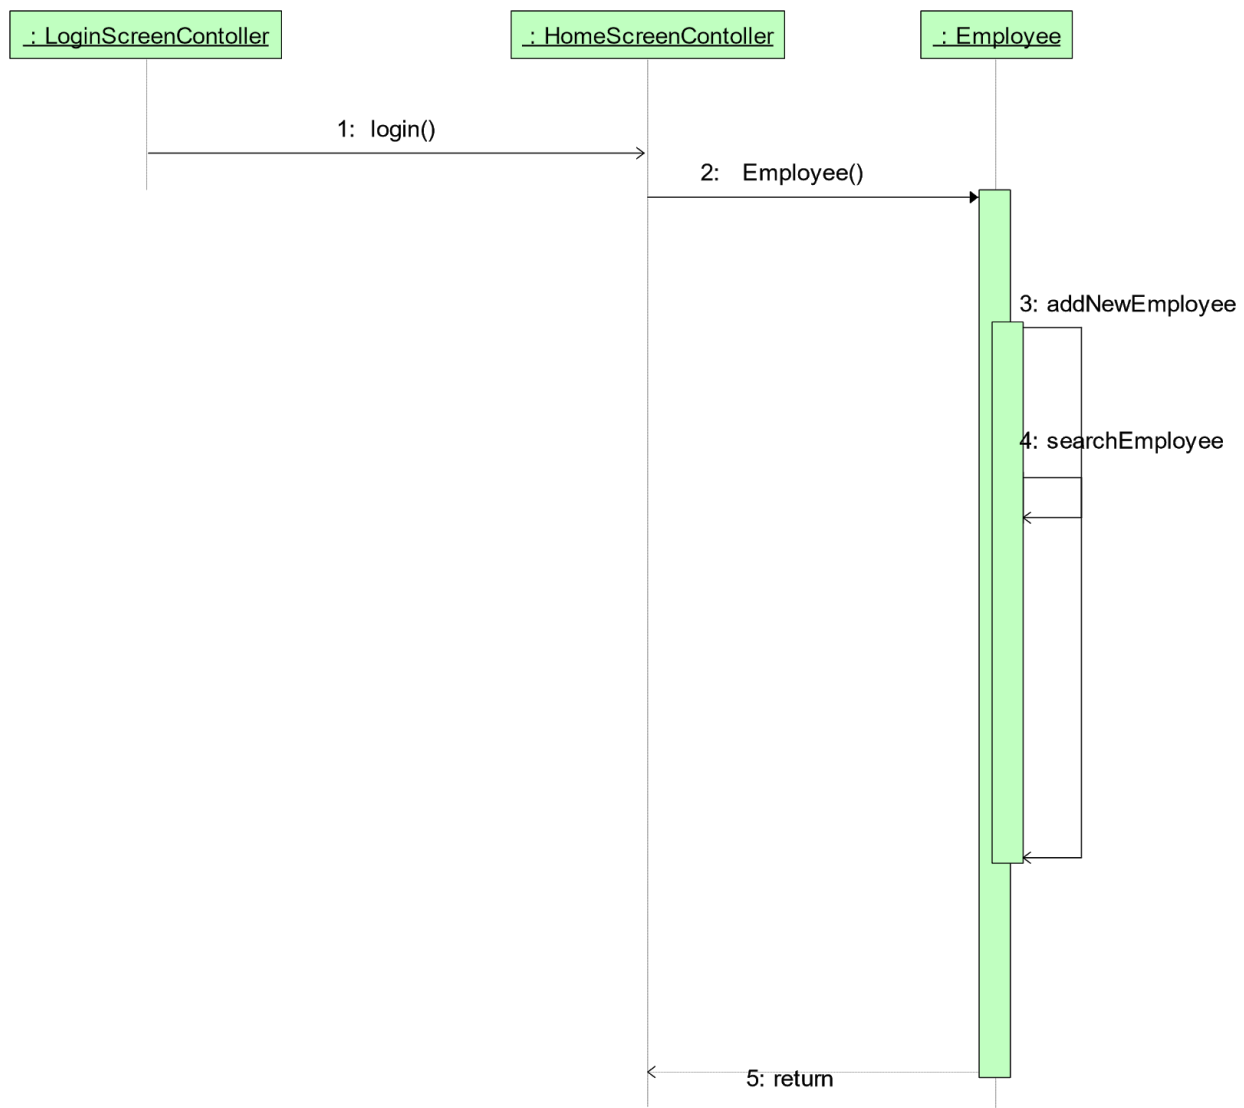 : LoginScreenContoller
: HomeScreenContoller
: Employee
1: login()
2: Employee()
3: addNewEmployee
4: searchEmployee
5: return